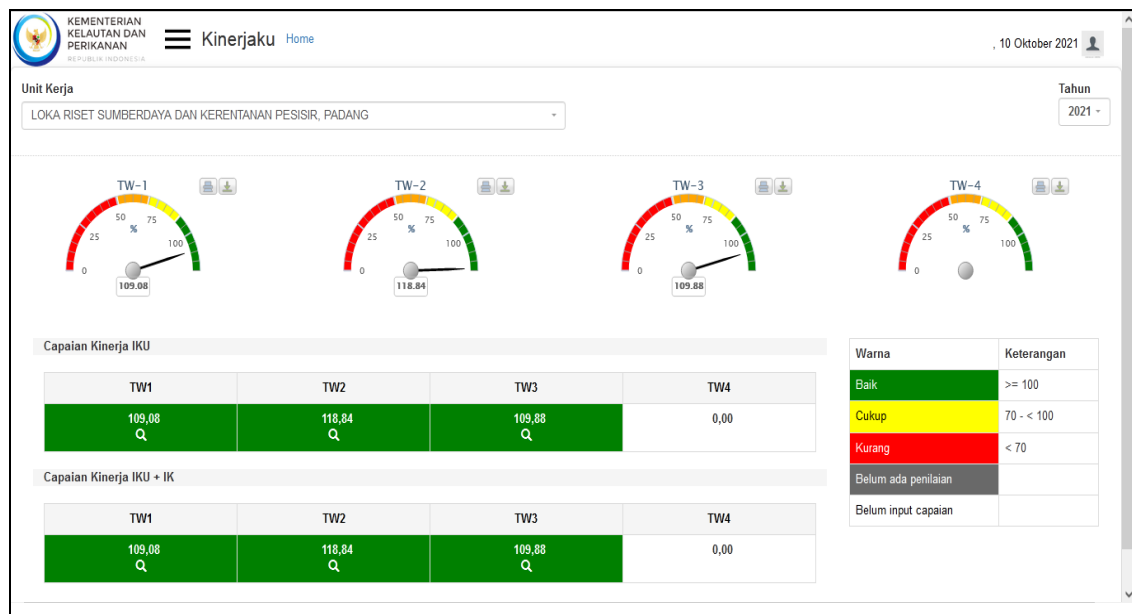 KEMENTERIAN
KELAUTAN DAN
PERIKANAN
REPUBLIK INDONESIA
Kinerjaku Home
, 10 Oktober 2021
Unit Kerja
Tahun
LOKA RISET SUMBERDAYA DAN KERENTANAN PESISIR, PADANG
2021
TW-1
0
25
50
75
100
%
109.08
TW-2
0
25
50
75
100
%
118.84
TW-3
0
25
50
75
100
%
109.88
TW-4
0
25
50
75
100
%
Capaian Kinerja IKU
TW1 TW2 TW3 TW4
109,08 118,84 109,88 0,00
Capaian Kinerja IKU + IK
TW1 TW2 TW3 TW4
109,08 118,84 109,88 0,00
Warna Keterangan
Baik >= 100
Cukup 70 - < 100
Kurang < 70
Belum ada penilaian
Belum input capaian